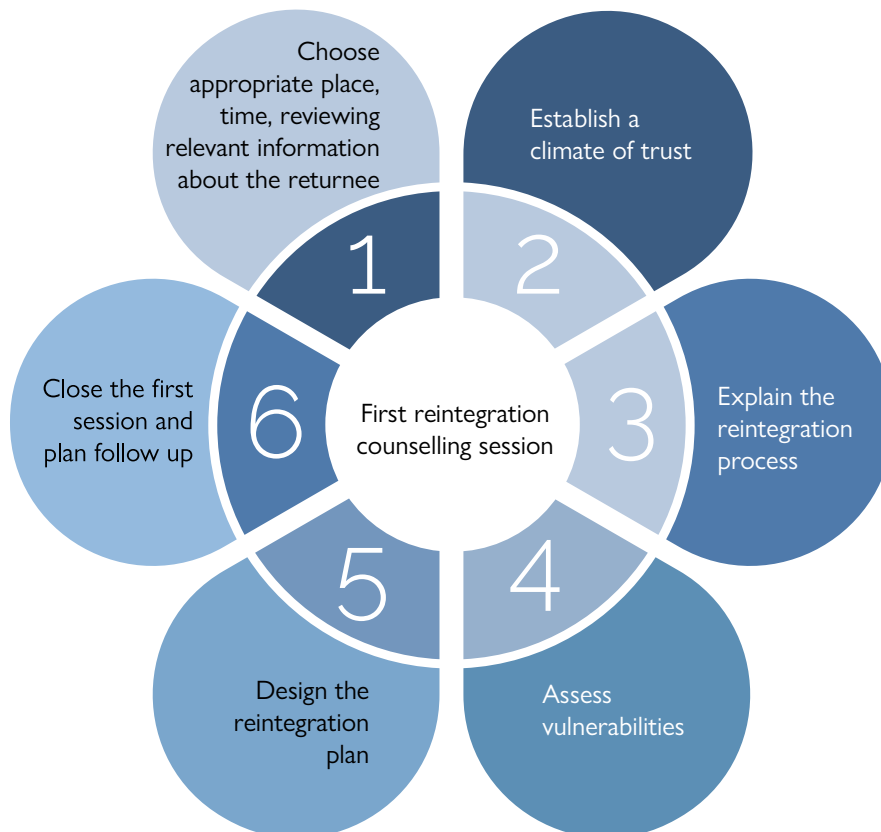 Choose
appropriate place,
time, reviewing
relevant information
about the returnee
1
Establish a
climate of trust
2
Explain the
reintegration
process
3
Assess
vulnerabilities
4
Design the
reintegration
plan
5
Close the first
session and
plan follow up
6
First reintegration
counselling session